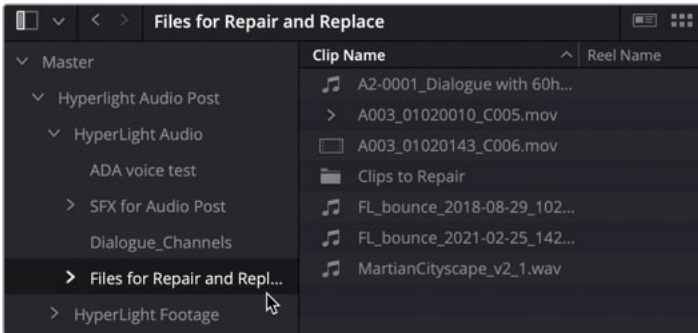 Files for Repair and Replace
Master
Hyperlight Audio Post
HyperLight Audio
ADA voice test
SFX for Audio Post
Dialogue_Channels
Files for Repair and Repl...
HyperLight Footage
Clip Name
Reel Name
A2-0001_Dialogue with 60h...
A003_01020010_C005.mov
A003_01020143_C006.mov
Clips to Repair
FL_bounce_2018-08-29_102...
FL_bounce_2021-02-25_142...
MartianCityscape_v2_1.wav